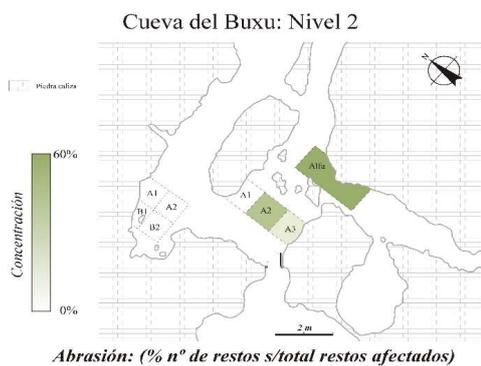 Cueva del Buxu: Nivel 2
N
Piedra caliza
60%
Concentración
0%
Alfa
A1
A1
A2
A2
B1
B2
A3
2 m
Abrasión: (% nº de restos s/total restos afectados)